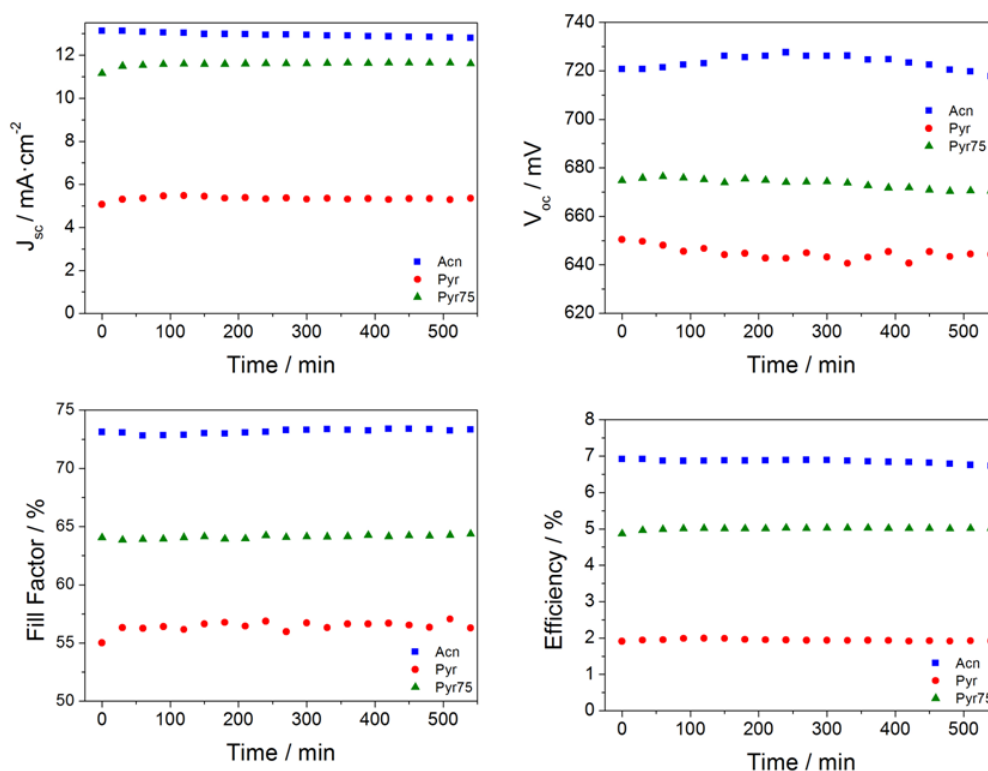 12
10
8
6
4
2
0
J_sc / mA·cm⁻²
Acn
Pyr
Pyr75
0 100 200 300 400 500
Time / min
740
720
700
680
660
640
620
V_oc / mV
Acn
Pyr
Pyr75
0 100 200 300 400 500
Time / min
75
70
65
60
55
50
Fill Factor / %
Acn
Pyr
Pyr75
0 100 200 300 400 500
Time / min
8
7
6
5
4
3
2
1
0
Efficiency / %
Acn
Pyr
Pyr75
0 100 200 300 400 500
Time / min